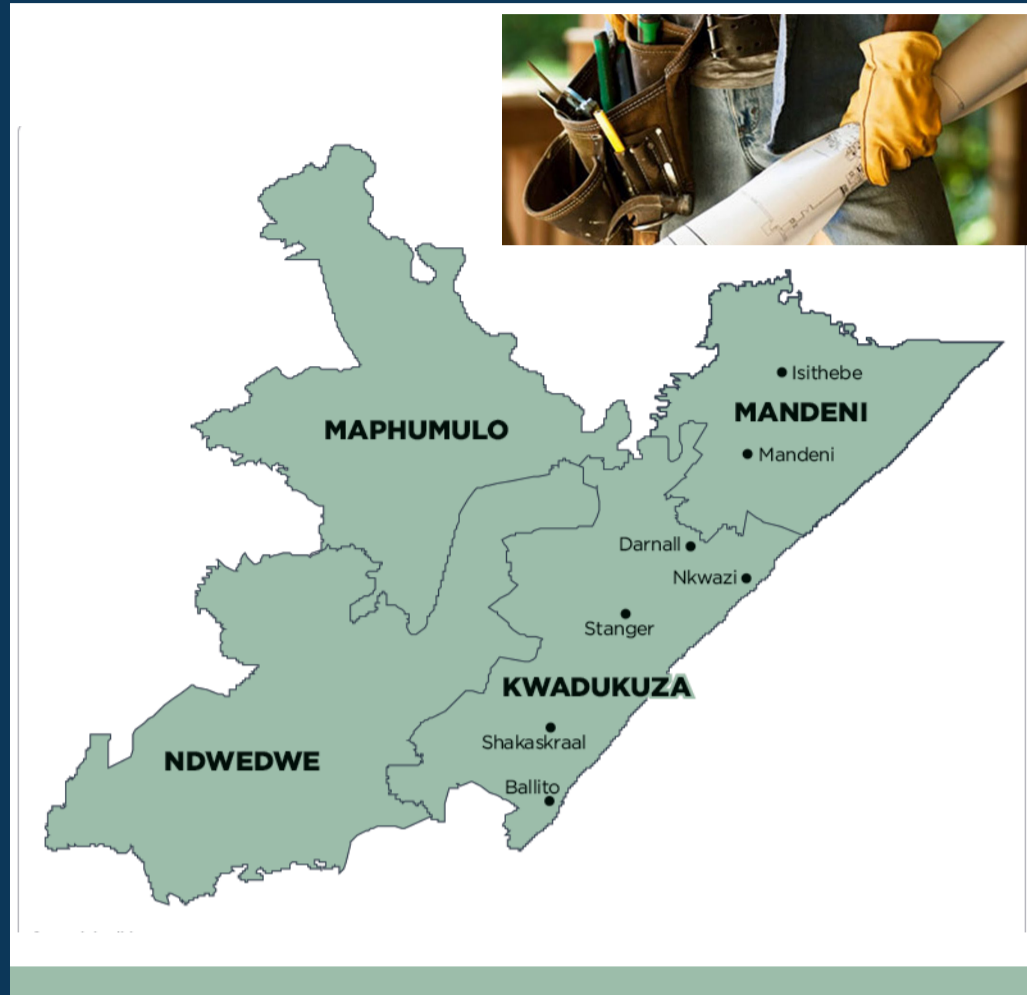 Isithebe
MANDENI
MAPHUMULO
Mandeni
Darnall
Nkwazi
Stanger
KWADUKUZA
Shakaskraal
NDWEDWE
Ballito